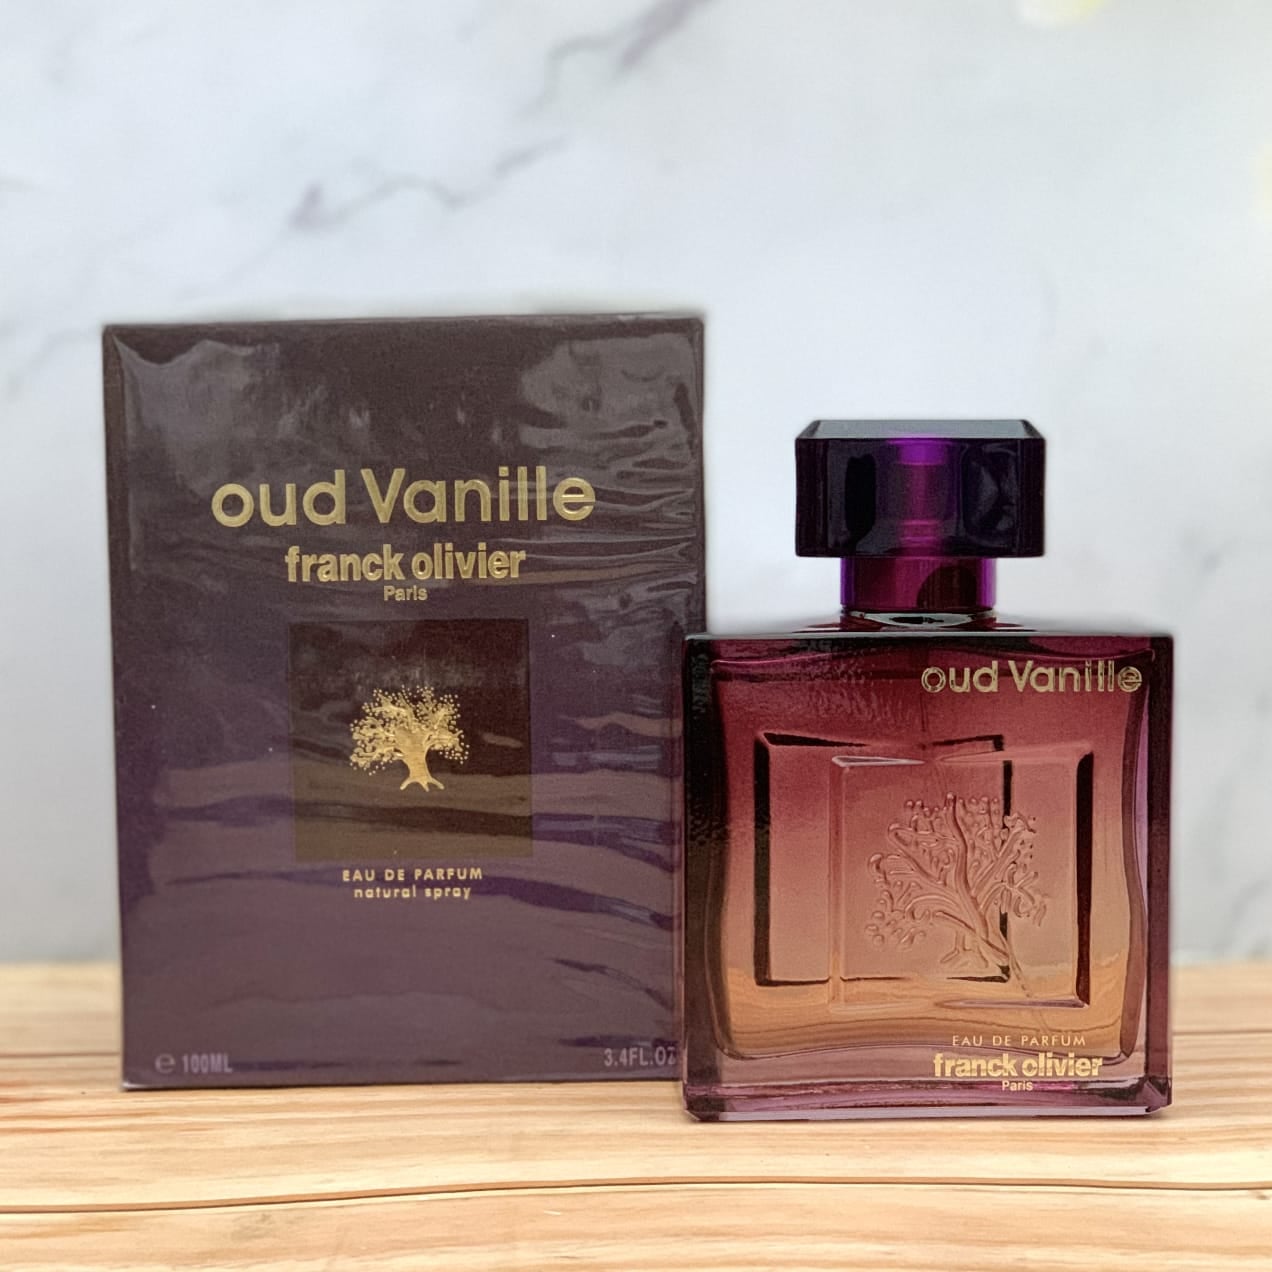 oud Vanille
franck olivier
Paris
EAU DE PARFUM
natural spray
e 100ML
3.4FL.OZ
oud Vanille
EAU DE PARFUM
franck olivier
Paris